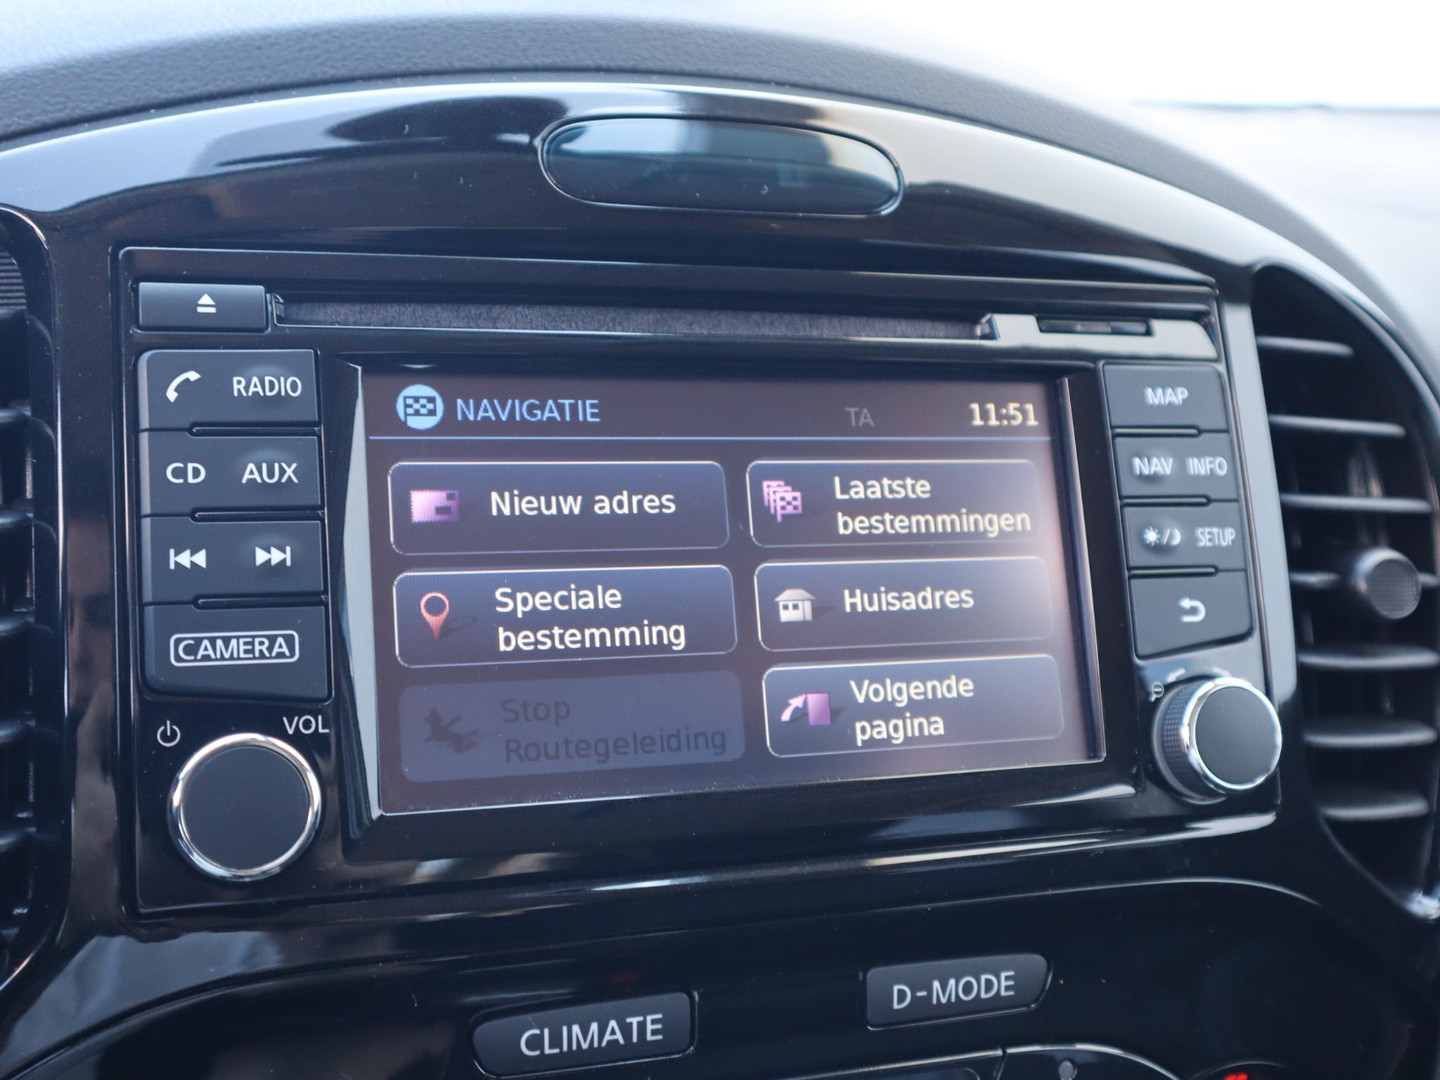 RADIO
CD AUX
CAMERA
VOL
NAVIGATIE TA 11:51
Nieuw adres
Laatste
bestemmingen
Speciale
bestemming
Huisadres
Stop
Routegeleiding
Volgende
pagina
MAP
NAV INFO
SETUP
CLIMATE
D-MODE